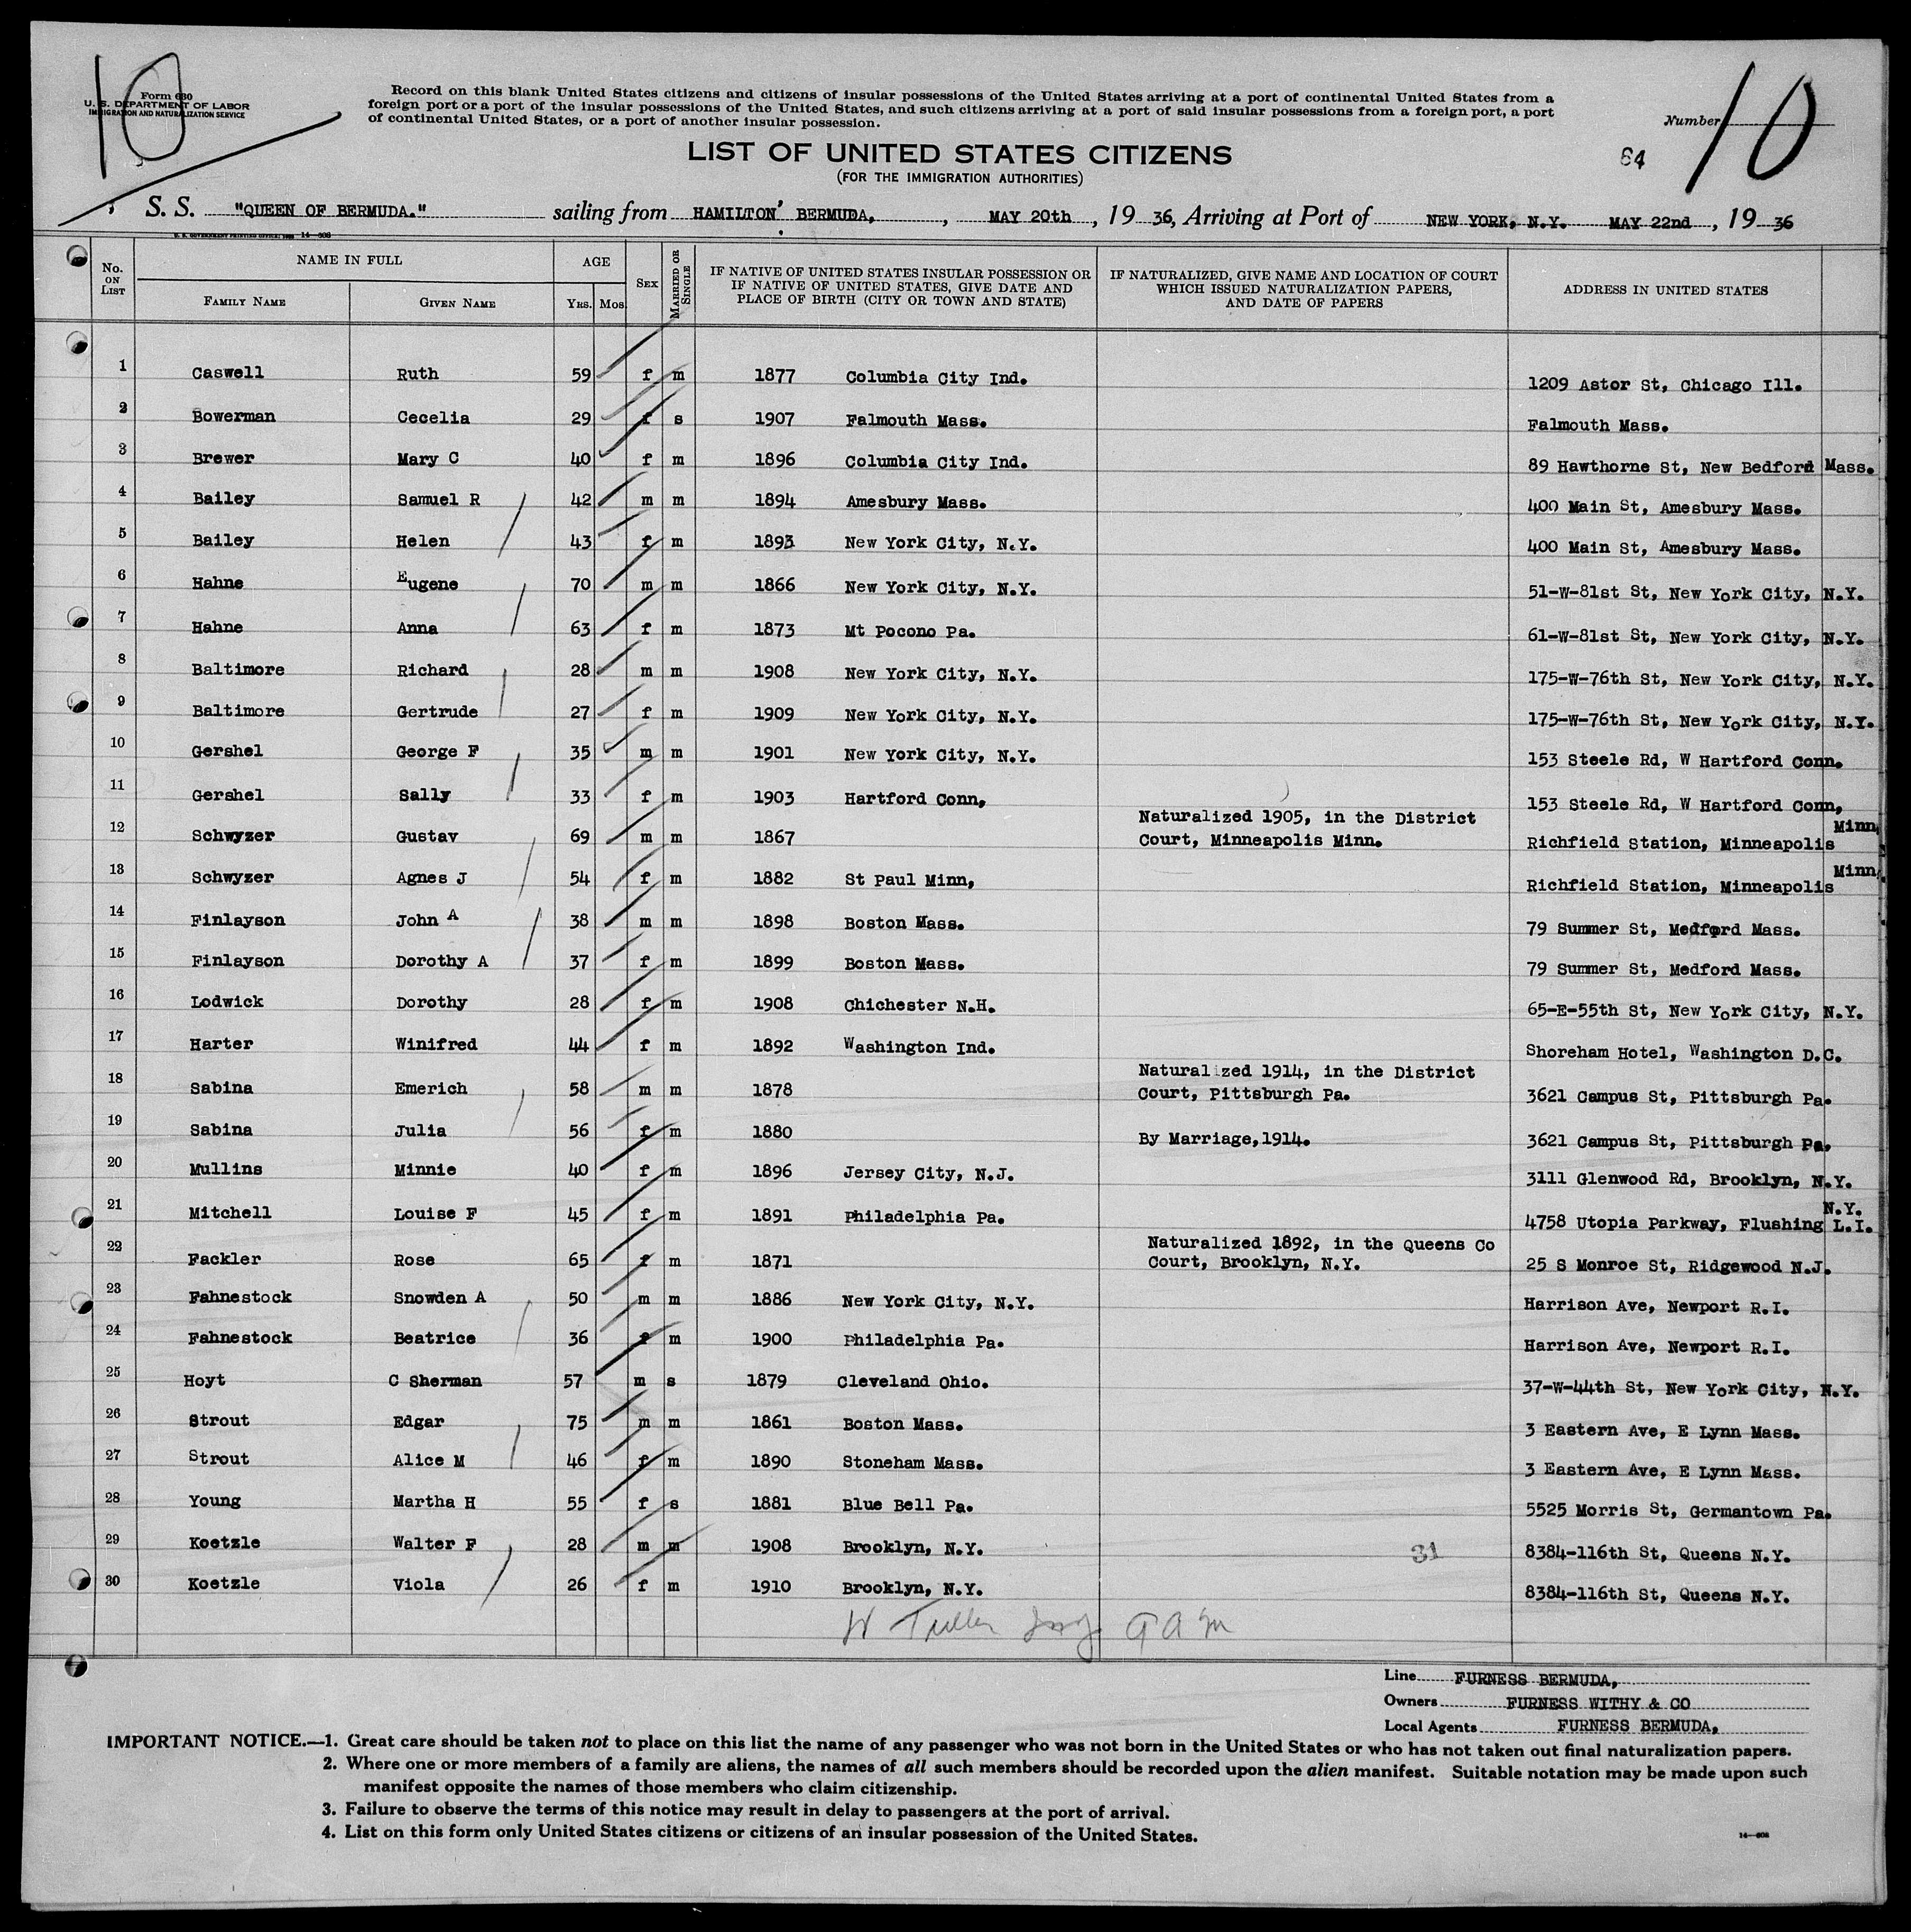 10
Form 630
U. S. DEPARTMENT OF LABOR
IMMIGRATION AND NATURALIZATION SERVICE
Record on this blank United States citizens and citizens of insular possessions of the United States arriving at a port of continental United States from a
foreign port or a port of the insular possessions of the United States, and such citizens arriving at a port of said insular possessions from a foreign port, a port
of continental United States, or a port of another insular possession.
Number 10
LIST OF UNITED STATES CITIZENS
64
(FOR THE IMMIGRATION AUTHORITIES)
S. S. "QUEEN OF BERMUDA." sailing from HAMILTON' BERMUDA, , MAY 20th , 19 36, Arriving at Port of NEW YORK, N.Y. MAY 22nd , 19 36
No. ON LIST
NAME IN FULL
FAMILY NAME
GIVEN NAME
AGE
YRS. MOS.
SEX
MARRIED OR SINGLE
IF NATIVE OF UNITED STATES INSULAR POSSESSION OR
IF NATIVE OF UNITED STATES, GIVE DATE AND
PLACE OF BIRTH (CITY OR TOWN AND STATE)
IF NATURALIZED, GIVE NAME AND LOCATION OF COURT
WHICH ISSUED NATURALIZATION PAPERS,
AND DATE OF PAPERS
ADDRESS IN UNITED STATES
1 Caswell Ruth 59 f m 1877 Columbia City Ind. 1209 Astor St, Chicago Ill.
2 Bowerman Cecelia 29 f s 1907 Falmouth Mass. Falmouth Mass.
3 Brewer Mary C 40 f m 1896 Columbia City Ind. 89 Hawthorne St, New Bedford Mass.
4 Bailey Samuel R 42 m m 1894 Amesbury Mass. 400 Main St, Amesbury Mass.
5 Bailey Helen 43 f m 1893 New York City, N.Y. 400 Main St, Amesbury Mass.
6 Hahne Eugene 70 m m 1866 New York City, N.Y. 51-W-81st St, New York City, N.Y.
7 Hahne Anna 63 f m 1873 Mt Pocono Pa. 61-W-81st St, New York City, N.Y.
8 Baltimore Richard 28 m m 1908 New York City, N.Y. 175-W-76th St, New York City, N.Y.
9 Baltimore Gertrude 27 f m 1909 New York City, N.Y. 175-W-76th St, New York City, N.Y.
10 Gershel George F 35 m m 1901 New York City, N.Y. 153 Steele Rd, W Hartford Conn.
11 Gershel Sally 33 f m 1903 Hartford Conn, 153 Steele Rd, W Hartford Conn,
12 Schwyzer Gustav 69 m m 1867 Naturalized 1905, in the District
Court, Minneapolis Minn. Richfield Station, Minneapolis Minn,
13 Schwyzer Agnes J 54 f m 1882 St Paul Minn, Richfield Station, Minneapolis Minn,
14 Finlayson John A 38 m m 1898 Boston Mass. 79 Summer St, Medford Mass.
15 Finlayson Dorothy A 37 f m 1899 Boston Mass. 79 Summer St, Medford Mass.
16 Lodwick Dorothy 28 f m 1908 Chichester N.H. 65-E-55th St, New York City, N.Y.
17 Harter Winifred 44 f m 1892 Washington Ind. Shoreham Hotel, Washington D.C.
18 Sabina Emerich 58 m m 1878 Naturalized 1914, in the District
Court, Pittsburgh Pa. 3621 Campus St, Pittsburgh Pa.
19 Sabina Julia 56 f m 1880 By Marriage,1914. 3621 Campus St, Pittsburgh Pa.
20 Mullins Minnie 40 f m 1896 Jersey City, N.J. 3111 Glenwood Rd, Brooklyn, N.Y.
21 Mitchell Louise F 45 f m 1891 Philadelphia Pa. 4758 Utopia Parkway, Flushing L.I. N.Y.
22 Fackler Rose 65 f m 1871 Naturalized 1892, in the Queens Co
Court, Brooklyn, N.Y. 25 S Monroe St, Ridgewood N.J.
23 Fahnestock Snowden A 50 m m 1886 New York City, N.Y. Harrison Ave, Newport R.I.
24 Fahnestock Beatrice 36 f m 1900 Philadelphia Pa. Harrison Ave, Newport R.I.
25 Hoyt C Sherman 57 m s 1879 Cleveland Ohio. 37-W-44th St, New York City, N.Y.
26 Strout Edgar 75 m m 1861 Boston Mass. 3 Eastern Ave, E Lynn Mass.
27 Strout Alice M 46 f m 1890 Stoneham Mass. 3 Eastern Ave, E Lynn Mass.
28 Young Martha H 55 f s 1881 Blue Bell Pa. 5525 Morris St, Germantown Pa.
29 Koetzle Walter F 28 m m 1908 Brooklyn, N.Y. 31 8384-116th St, Queens N.Y.
30 Koetzle Viola 26 f m 1910 Brooklyn, N.Y. 8384-116th St, Queens N.Y.
Line FURNESS BERMUDA,
Owners FURNESS WITHY & CO
Local Agents FURNESS BERMUDA,
IMPORTANT NOTICE.—1. Great care should be taken not to place on this list the name of any passenger who was not born in the United States or who has not taken out final naturalization papers.
2. Where one or more members of a family are aliens, the names of all such members should be recorded upon the alien manifest. Suitable notation may be made upon such
manifest opposite the names of those members who claim citizenship.
3. Failure to observe the terms of this notice may result in delay to passengers at the port of arrival.
4. List on this form only United States citizens or citizens of an insular possession of the United States.